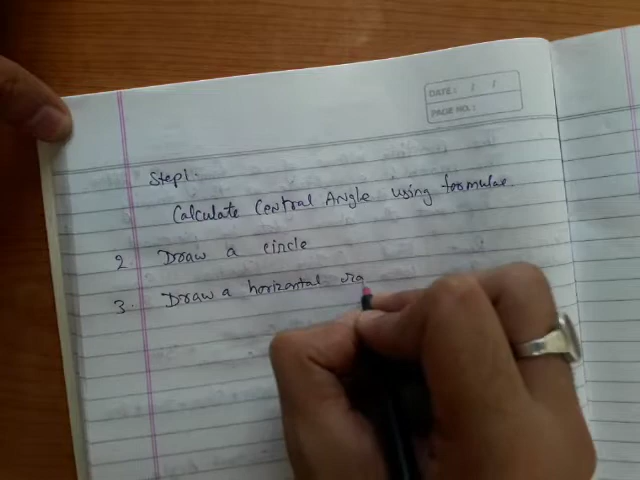 DATE: / /
PAGE NO.:
Step1.
Calculate Central Angle using formulae
2. Draw a circle
3. Draw a horizontal